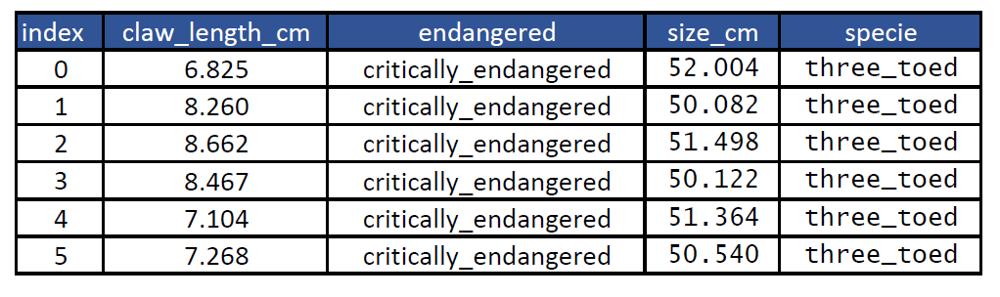 index claw_length_cm endangered size_cm specie
0 6.825 critically_endangered 52.004 three_toed
1 8.260 critically_endangered 50.082 three_toed
2 8.662 critically_endangered 51.498 three_toed
3 8.467 critically_endangered 50.122 three_toed
4 7.104 critically_endangered 51.364 three_toed
5 7.268 critically_endangered 50.540 three_toed